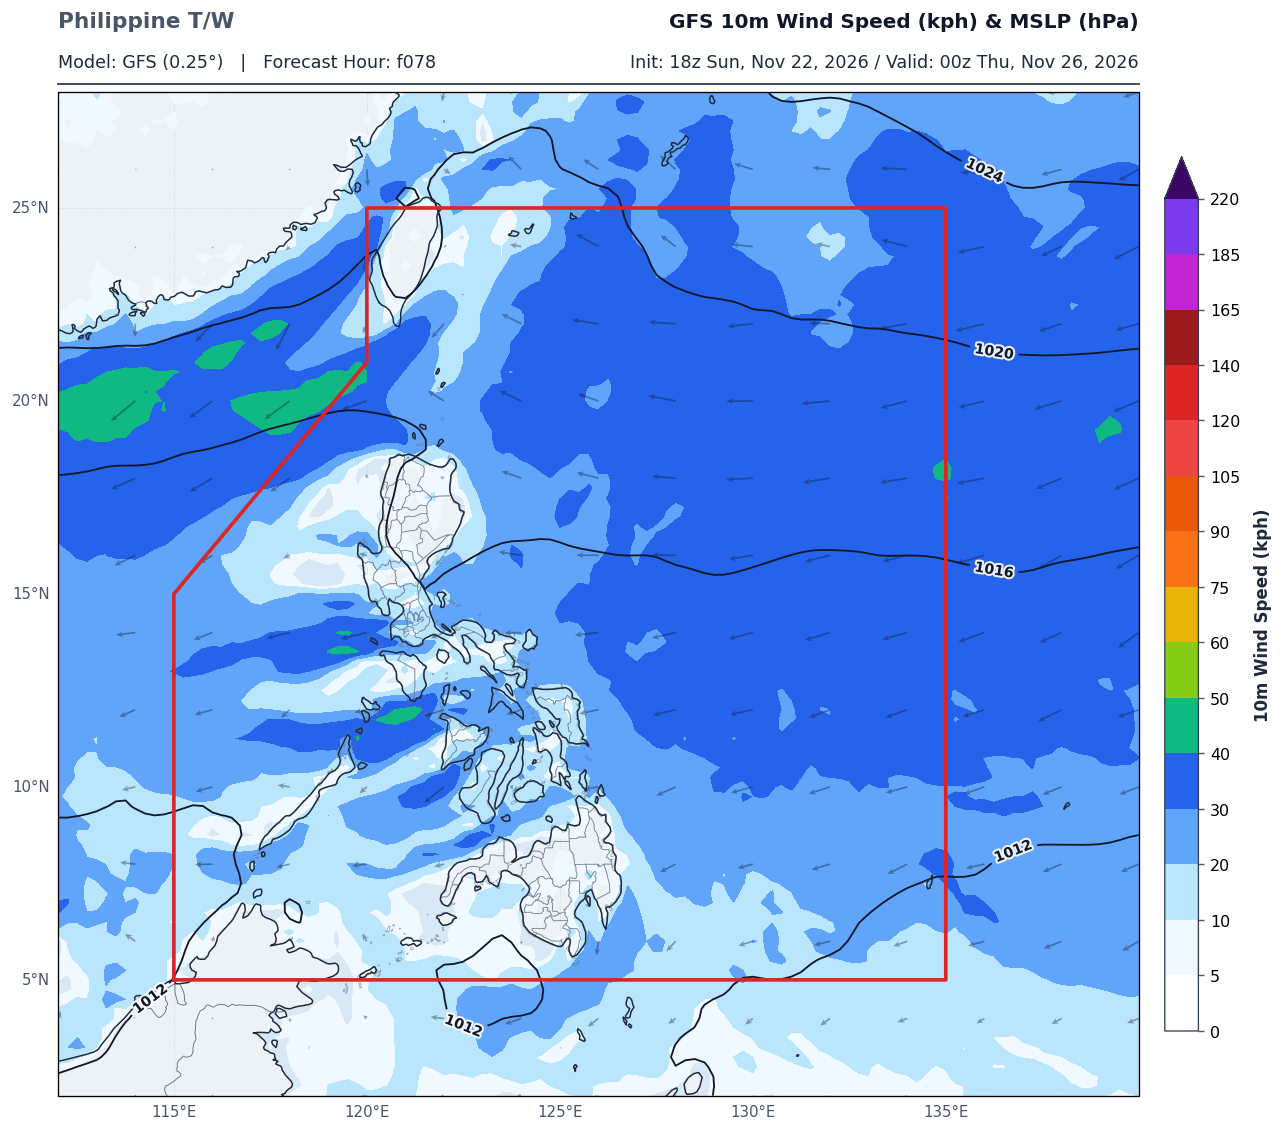 Philippine T/W
GFS 10m Wind Speed (kph) & MSLP (hPa)
Model: GFS (0.25°)   |   Forecast Hour: f078
Init: 18z Sun, Nov 22, 2026 / Valid: 00z Thu, Nov 26, 2026
1024
1020
1016
1012
1012
1012
25°N
20°N
15°N
10°N
5°N
115°E
120°E
125°E
130°E
135°E
220
185
165
140
120
105
90
75
60
50
40
30
20
10
5
0
10m Wind Speed (kph)